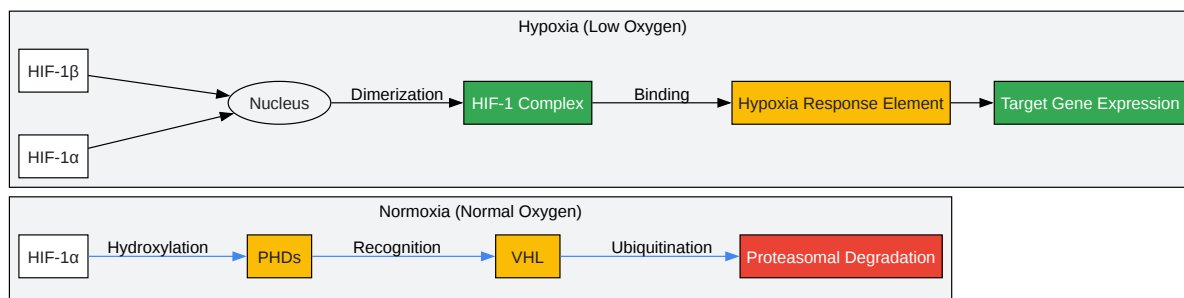 Hypoxia (Low Oxygen)
HIF-1β
HIF-1α
Nucleus
Dimerization
HIF-1 Complex
Binding
Hypoxia Response Element
Target Gene Expression
Normoxia (Normal Oxygen)
HIF-1α
Hydroxylation
PHDs
Recognition
VHL
Ubiquitination
Proteasomal Degradation